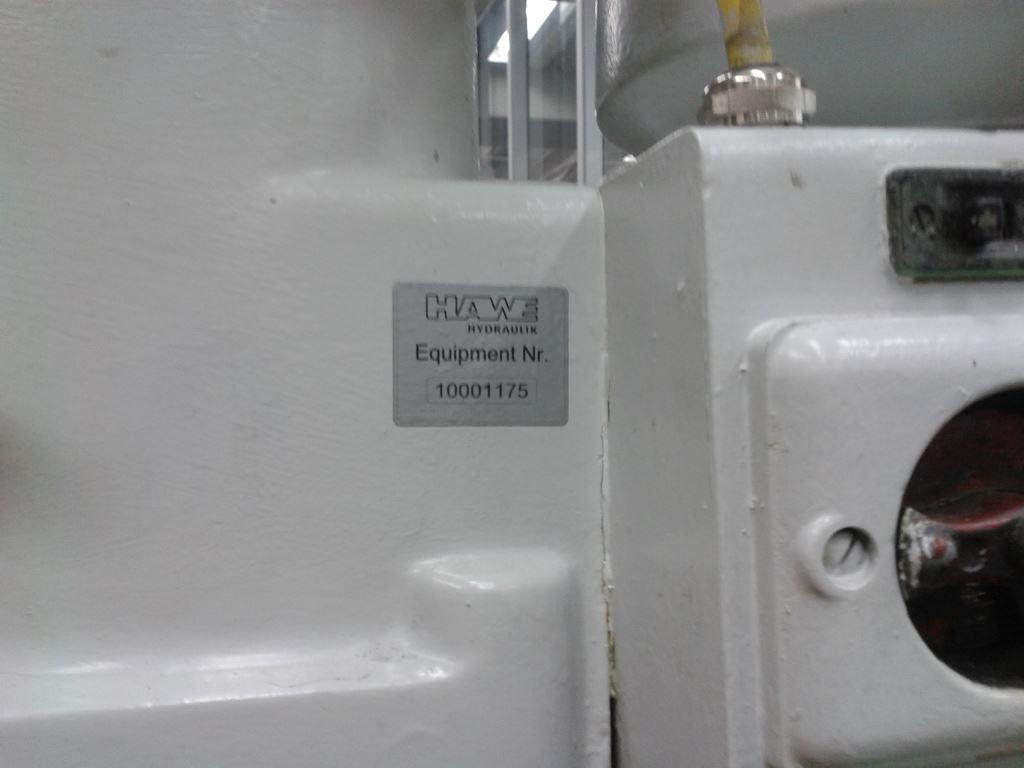 HAWE
HYDRAULIK
Equipment Nr.
10001175